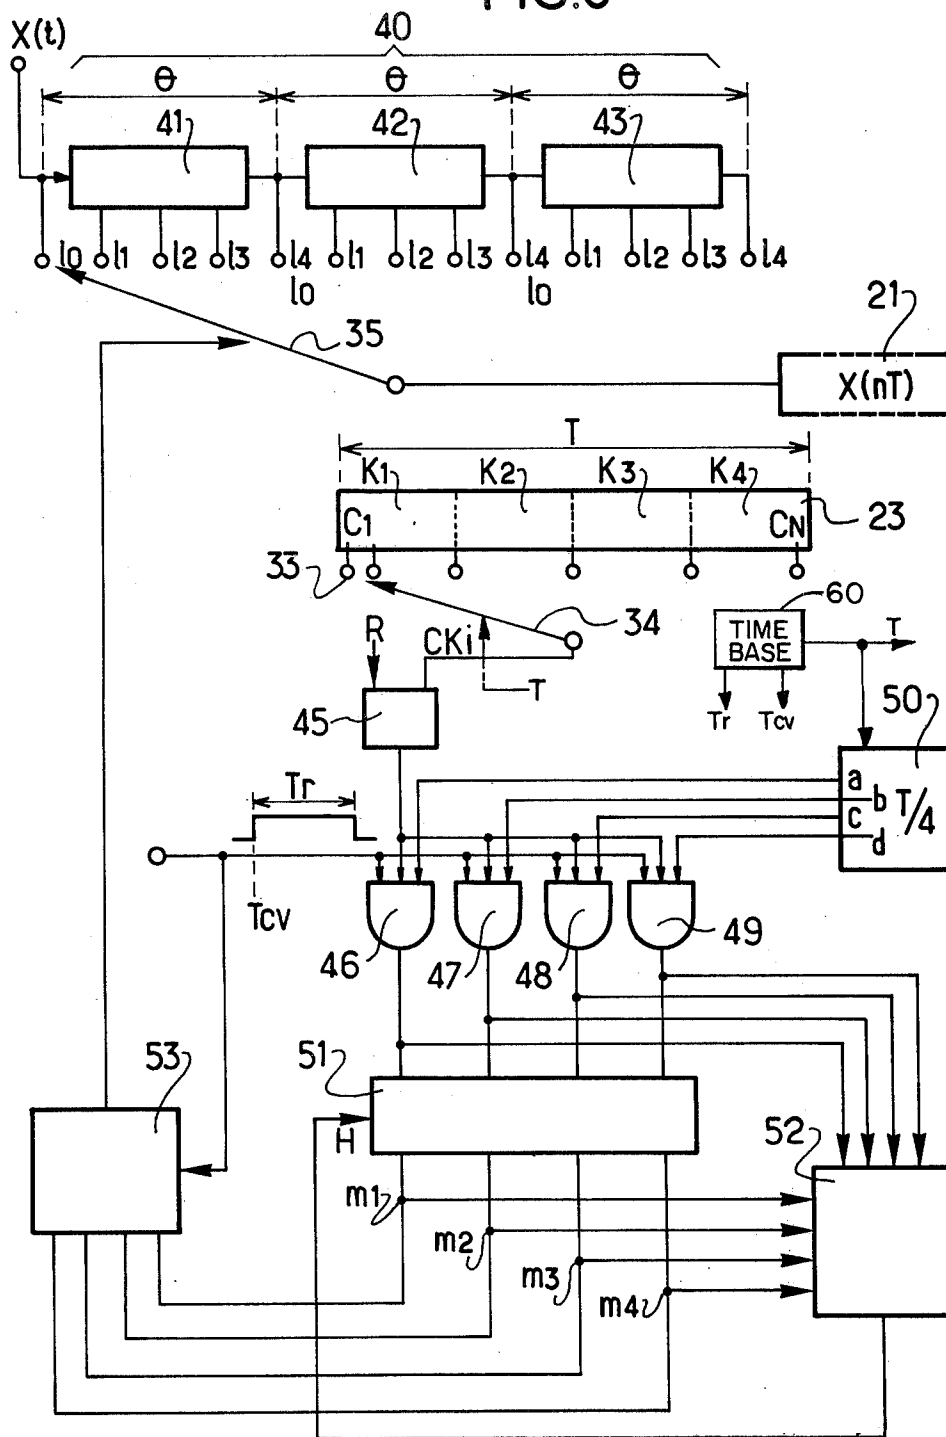 X(t)
40
θ θ θ
41 42 43
l0 l1 l2 l3 l4 l1 l2 l3 l4 l1 l2 l3 l4
l0 l0
35
21
X(nT)
T
K1 K2 K3 K4
C1 CN
23
33
34
60
TIME
BASE
T
R
CKi
T
Tr Tcv
45
50
a
b
c
d
T/4
Tr
Tcv
46 47 48 49
53
51
52
H
m1
m2
m3
m4